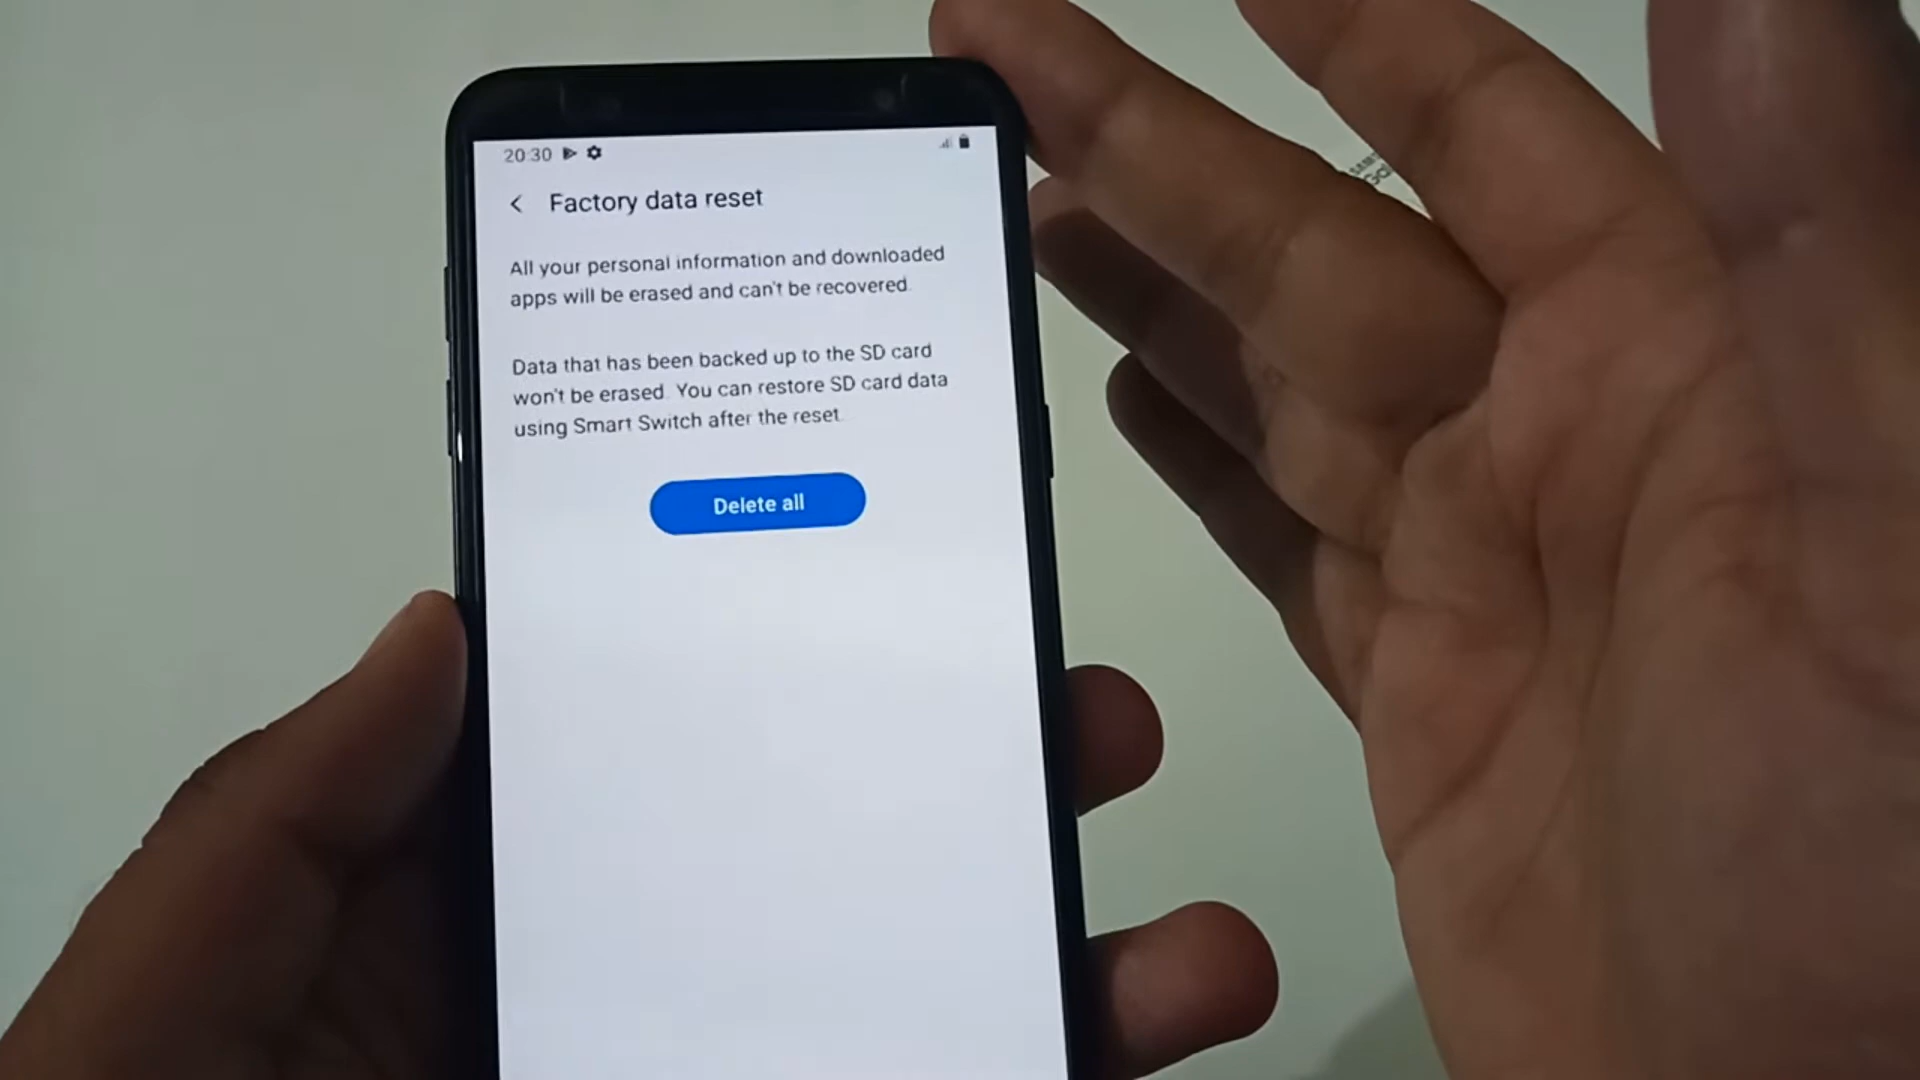 20:30
Factory data reset
All your personal information and downloaded
apps will be erased and can't be recovered.
Data that has been backed up to the SD card
won't be erased. You can restore SD card data
using Smart Switch after the reset.
Delete all